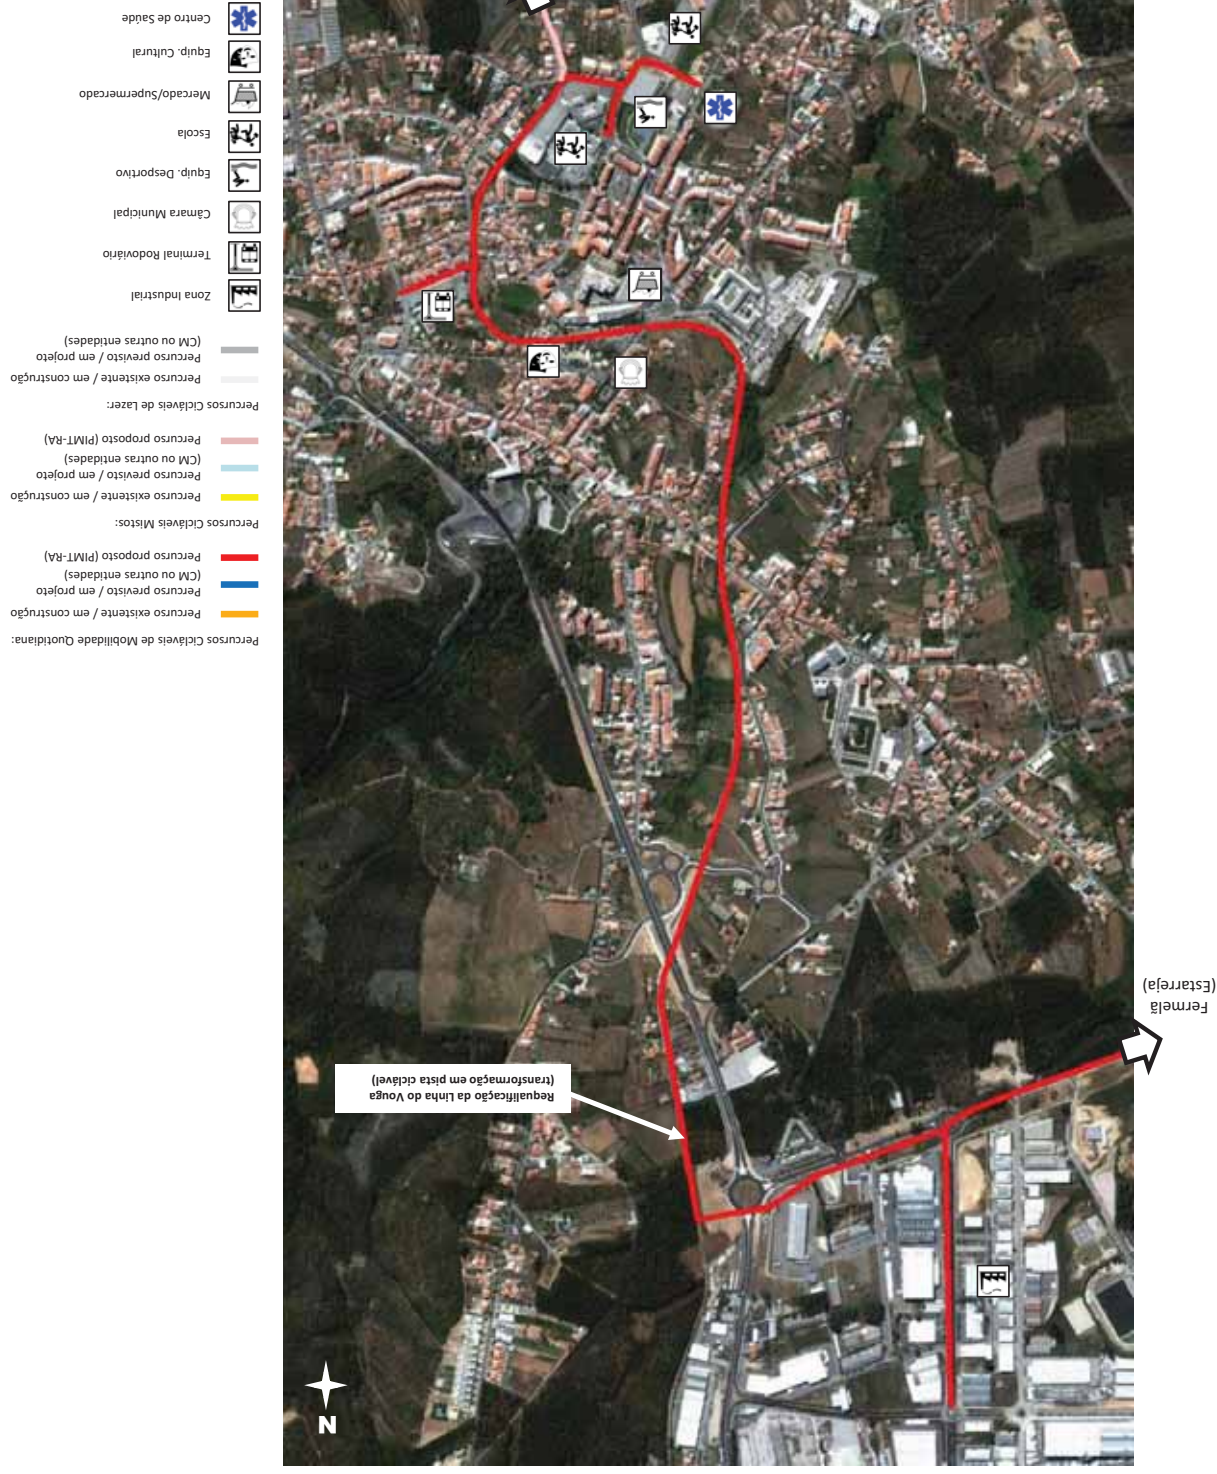 N
Requalificação da Linha do Vouga
(transformação em pista ciclável)
Fermelã
(Estarreja)
Percursos Cicláveis de Mobilidade Quotidiana:
Percurso existente / em construção
Percurso previsto / em projeto
(CM ou outras entidades)
Percurso proposto (PIMT-RA)
Percursos Cicláveis Mistos:
Percurso existente / em construção
Percurso previsto / em projeto
(CM ou outras entidades)
Percurso proposto (PIMT-RA)
Percursos Cicláveis de Lazer:
Percurso existente / em construção
Percurso previsto / em projeto
(CM ou outras entidades)
Zona Industrial
Terminal Rodoviário
Câmara Municipal
Equip. Desportivo
Escola
Mercado/Supermercado
Equip. Cultural
Centro de Saúde